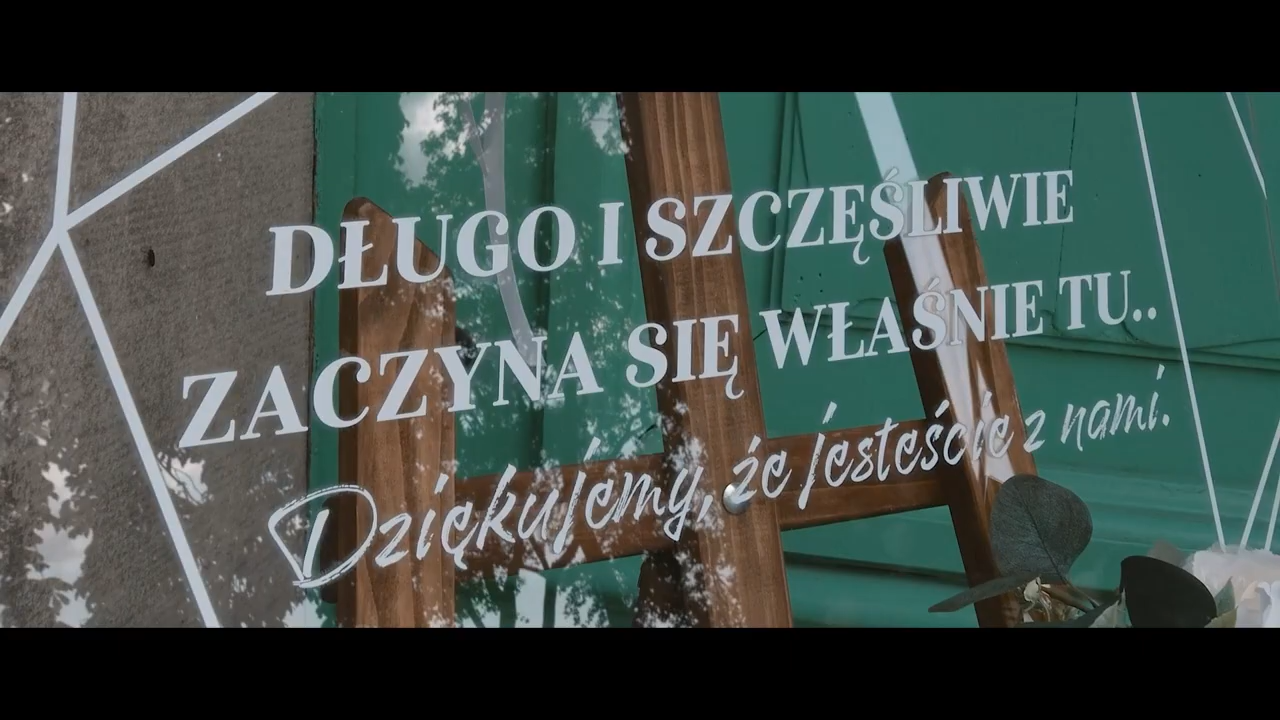 DŁUGO I SZCZĘŚLIWIE
ZACZYNA SIĘ WŁAŚNIE TU..
Dziękujemy, że jesteście z nami.